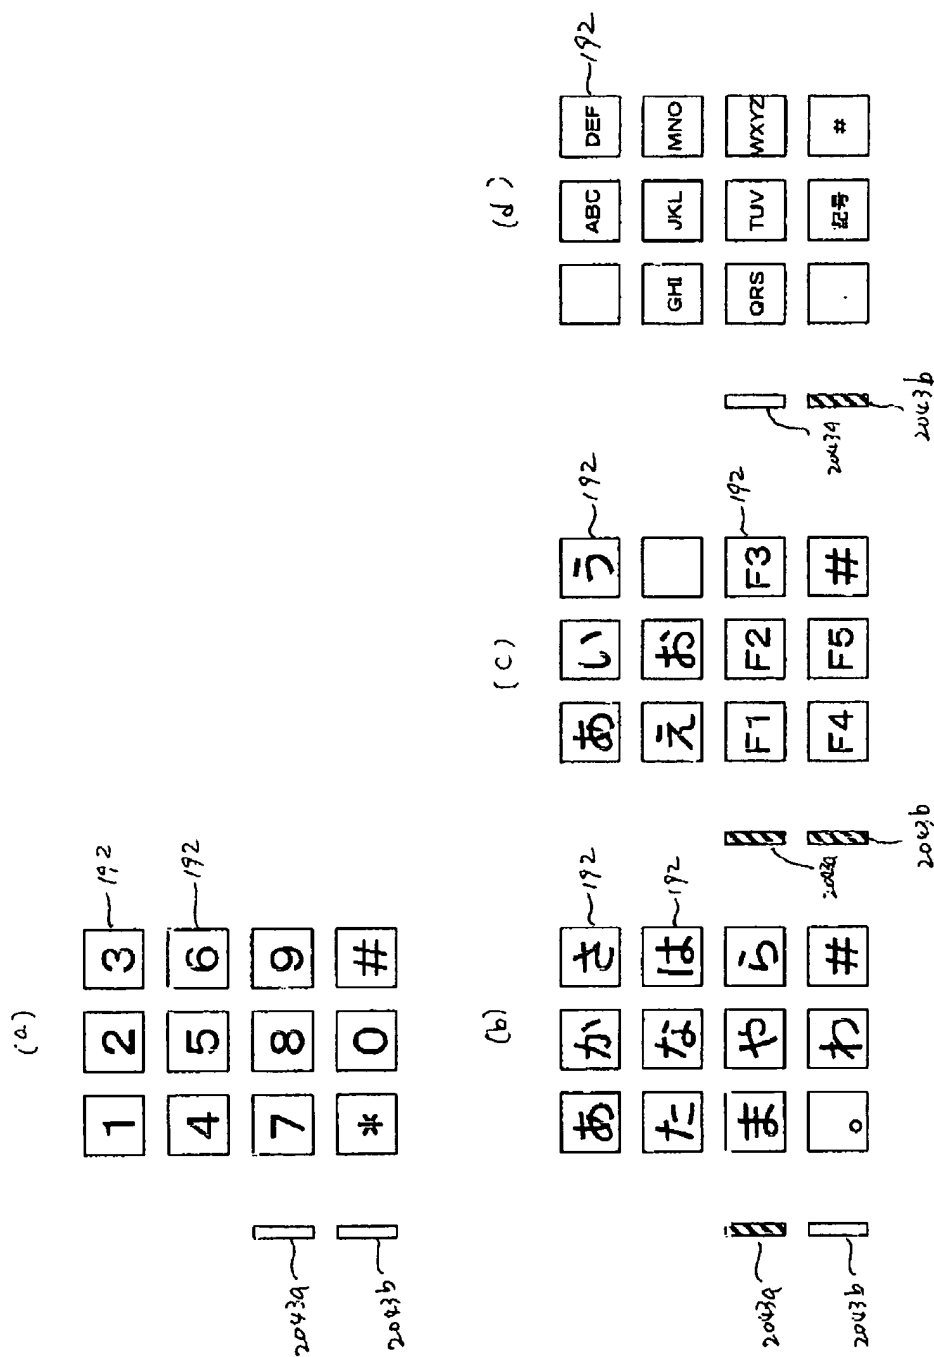 (a)
1 2 3 192
4 5 6 192
7 8 9
* 0 #
2043a
2043b
(b)
あ か さ 192
た な は 192
ま や ら
。 わ #
2043a
2043b
(c)
あ い う 192
え お
F1 F2 F3 192
F4 F5 #
2043a
2043b
(d)
ABC DEF 192
GHI JKL MNO
QRS TUV WXYZ
. 記号 #
2043a
2043b